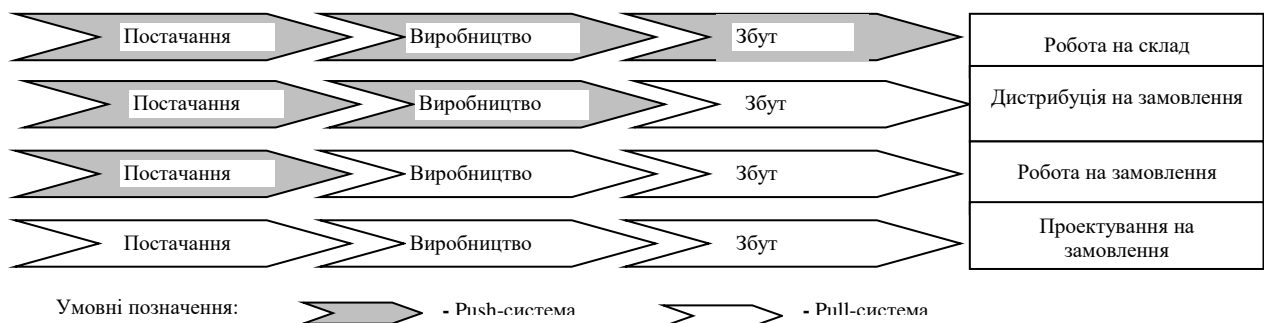 Постачання Виробництво Збут Робота на склад
Постачання Виробництво Збут Дистрибуція на замовлення
Постачання Виробництво Збут Робота на замовлення
Постачання Виробництво Збут Проектування на
замовлення
Умовні позначення: - Push-система - Pull-система